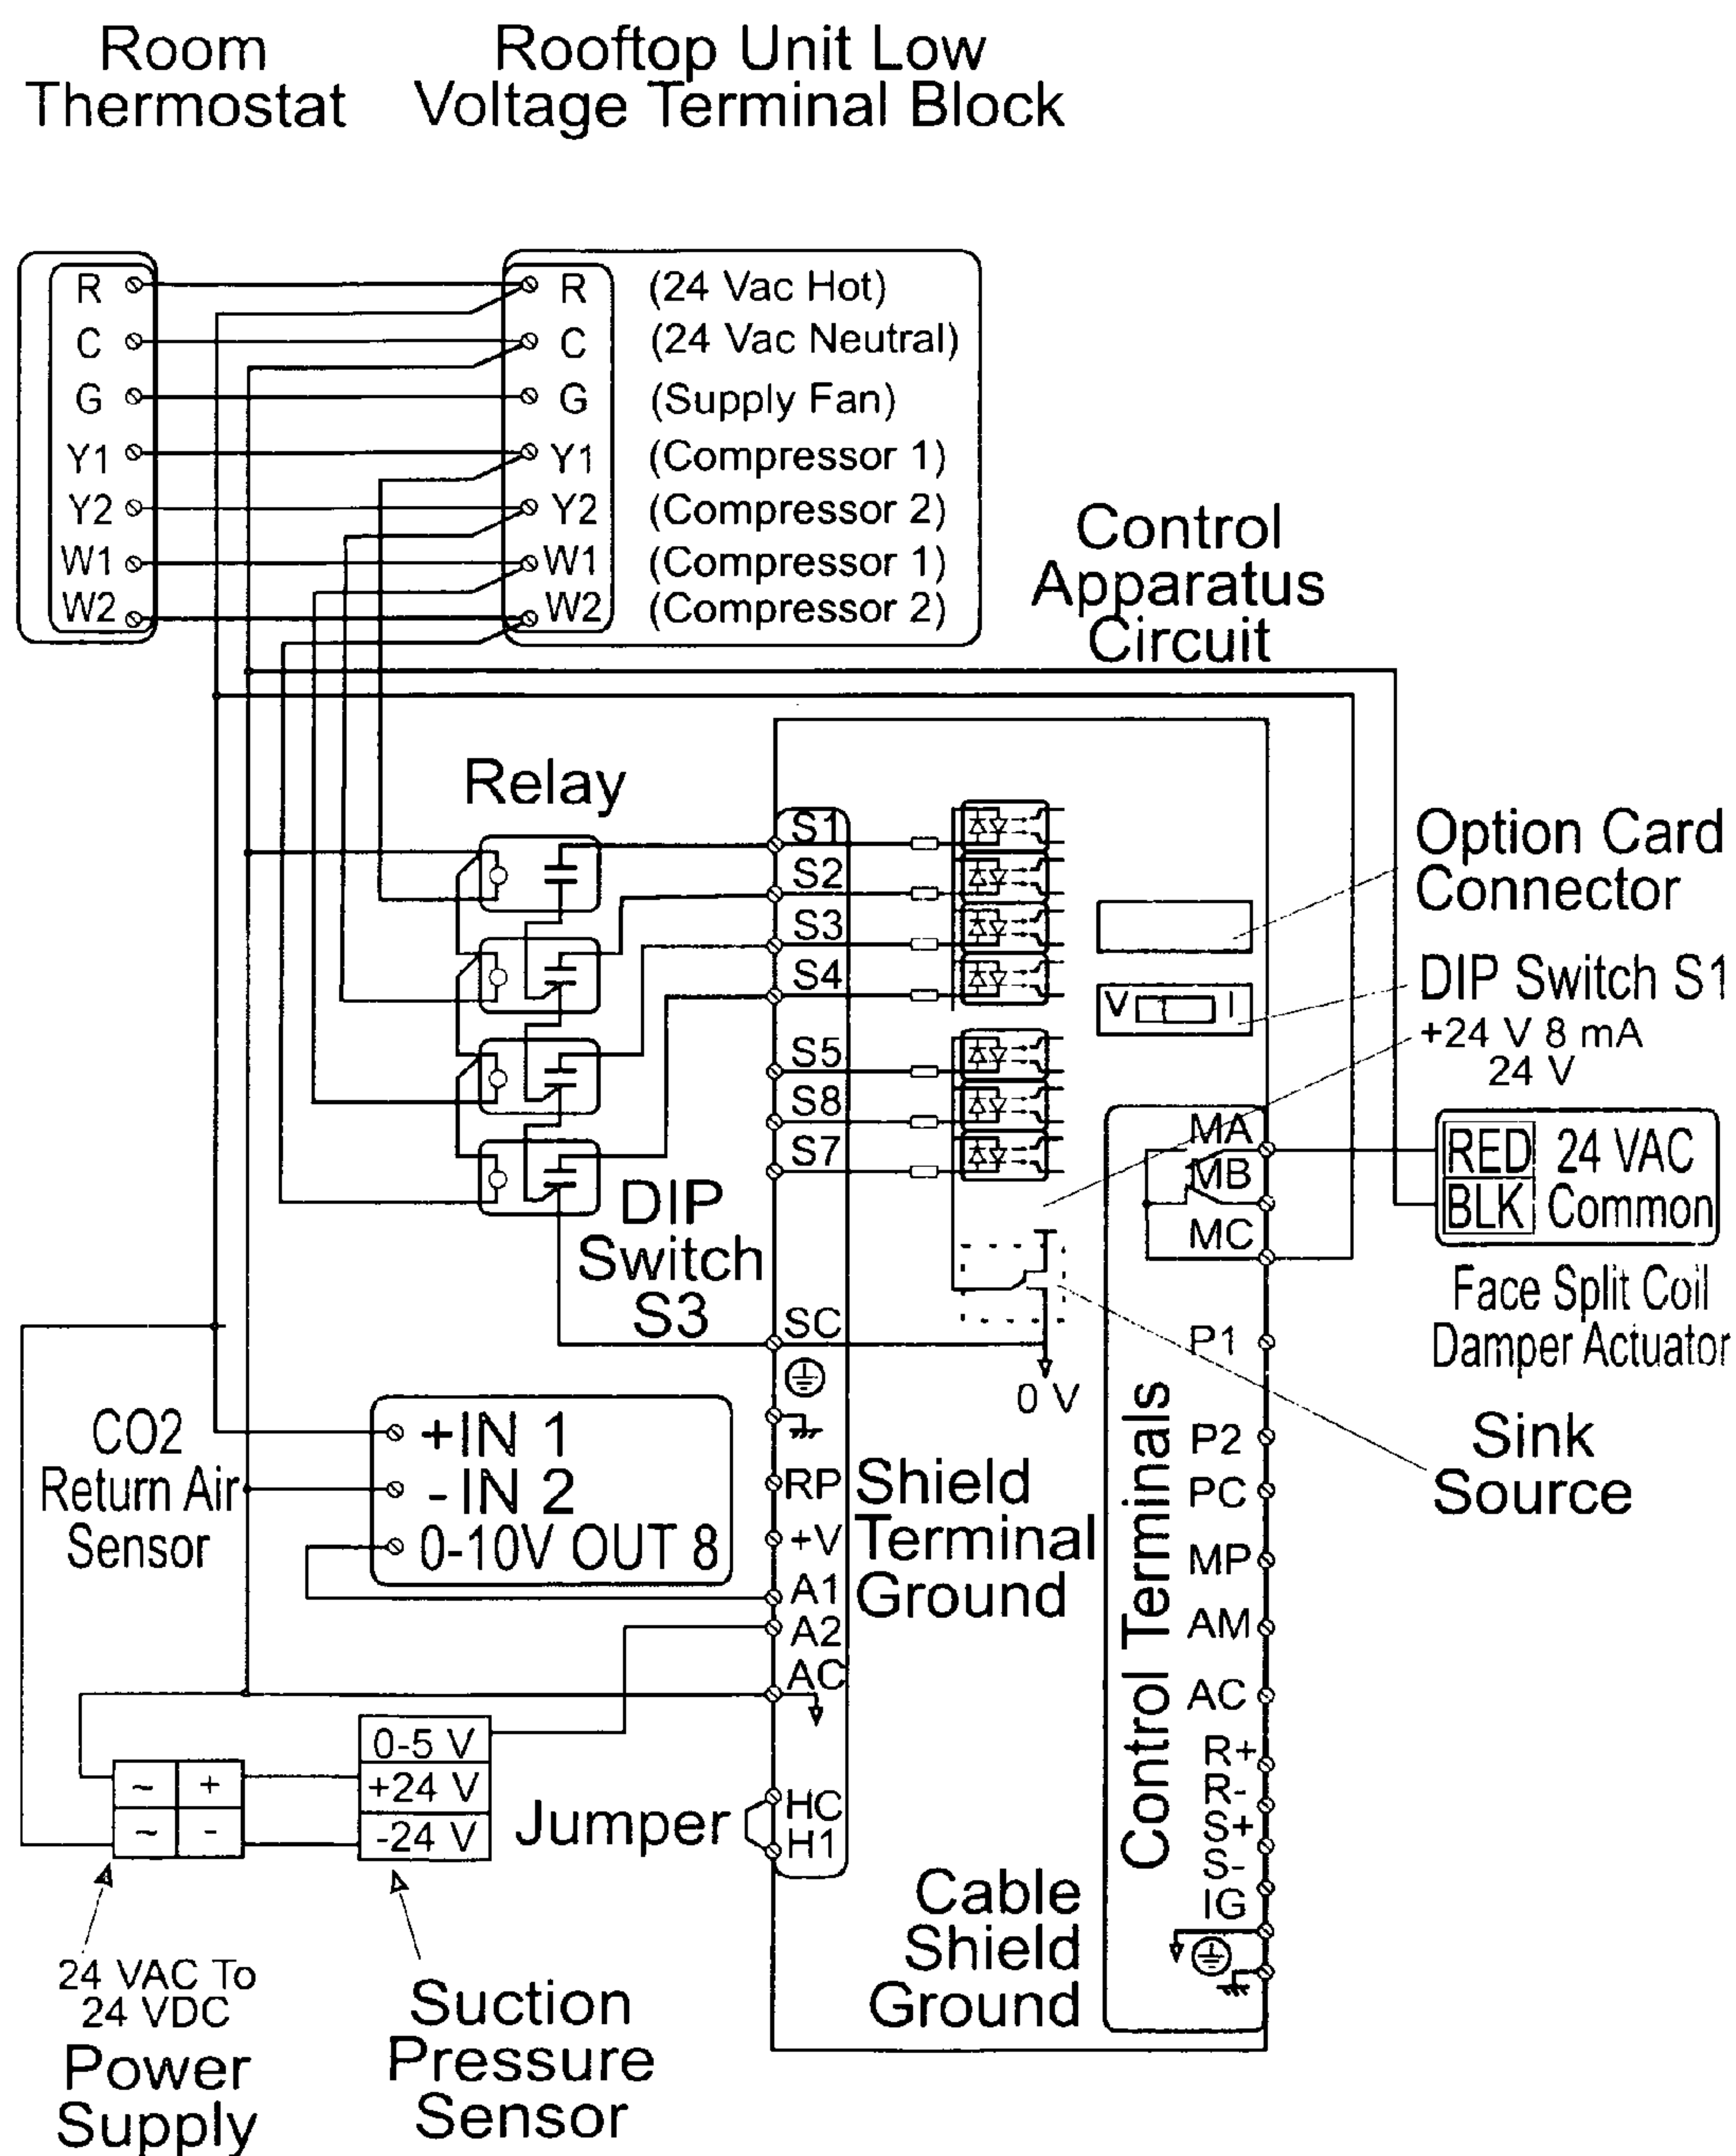 Room
Thermostat
Rooftop Unit Low
Voltage Terminal Block
R
C
G
Y1
Y2
W1
W2
R (24 Vac Hot)
C (24 Vac Neutral)
G (Supply Fan)
Y1 (Compressor 1)
Y2 (Compressor 2)
W1 (Compressor 1)
W2 (Compressor 2)
Control
Apparatus
Circuit
Relay
S1
S2
S3
S4
S5
S8
S7
DIP
Switch
S3
SC
0 V
Option Card
Connector
V I
DIP Switch S1
+24 V 8 mA
24 V
MA
MB
MC
RED 24 VAC
BLK Common
Face Split Coil
Damper Actuator
Sink
Source
CO2
Return Air
Sensor
+IN 1
-IN 2
0-10V OUT 8
RP
+V
A1
A2
AC
Shield
Terminal
Ground
Control Terminals
P1
P2
PC
MP
AM
AC
R+
R-
S+
S-
IG
~ +
~ -
0-5 V
+24 V
-24 V
Jumper
HC
H1
Cable
Shield
Ground
24 VAC To
24 VDC
Power
Supply
Suction
Pressure
Sensor